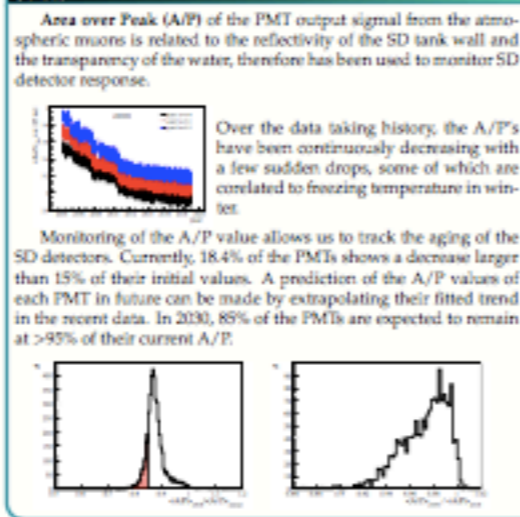 Area over Peak (A/P) of the PMT output sigmal from the atmo-
spheric muons is related to the reflectivity of the SD tank wall and
the transparency of the water, therefore has been used to monitor SD
detector response.
Over the data taking history, the A/P's
have been continuously decreasing with
a few sudden drops, some of which are
corelated to freezing temperature in win-
ter.
Monitoring of the A/P value allows us to track the aging of the
SD detectors. Currently, 18.4% of the PMTs shows a decrease larger
than 15% of their initial values. A prediction of the A/P values of
each PMT in future can be made by extrapolating their fitted trend
in the recent data. In 2030, 85% of the PMTs are expected to remain
at >95% of their current A/P.